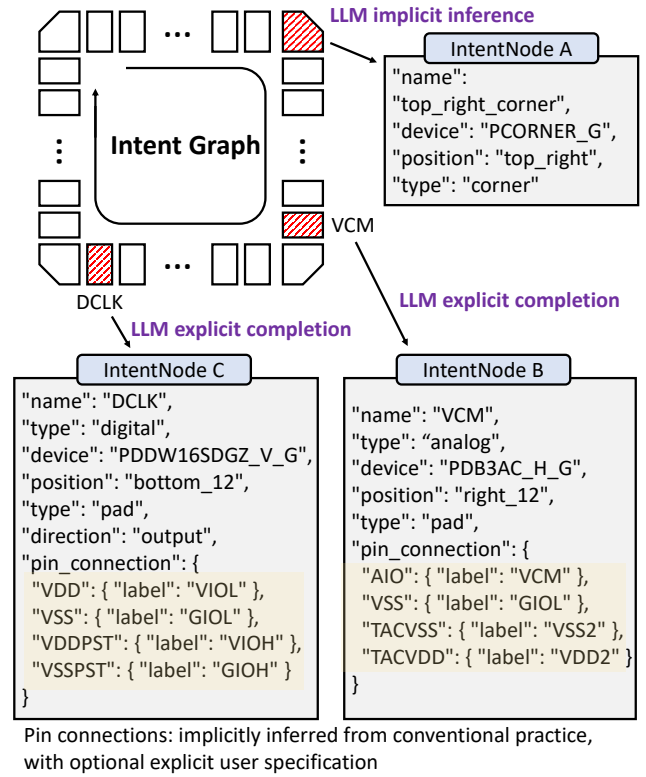 LLM implicit inference
IntentNode A
"name":
"top_right_corner",
"device": "PCORNER_G",
"position": "top_right",
"type": "corner"
...
Intent Graph
VCM
...
DCLK
LLM explicit completion
LLM explicit completion
IntentNode C
"name": "DCLK",
"type": "digital",
"device": "PDDW16SDGZ_V_G",
"position": "bottom_12",
"type": "pad",
"direction": "output",
"pin_connection": {
"VDD": { "label": "VIOL" },
"VSS": { "label": "GIOL" },
"VDDPST": { "label": "VIOH" },
"VSSPST": { "label": "GIOH" }
}
IntentNode B
"name": "VCM",
"type": “analog",
"device": "PDB3AC_H_G",
"position": "right_12",
"type": "pad",
"pin_connection": {
"AIO": { "label": "VCM" },
"VSS": { "label": "GIOL" },
"TACVSS": { "label": "VSS2" },
"TACVDD": { "label": "VDD2" }
}
Pin connections: implicitly inferred from conventional practice,
with optional explicit user specification